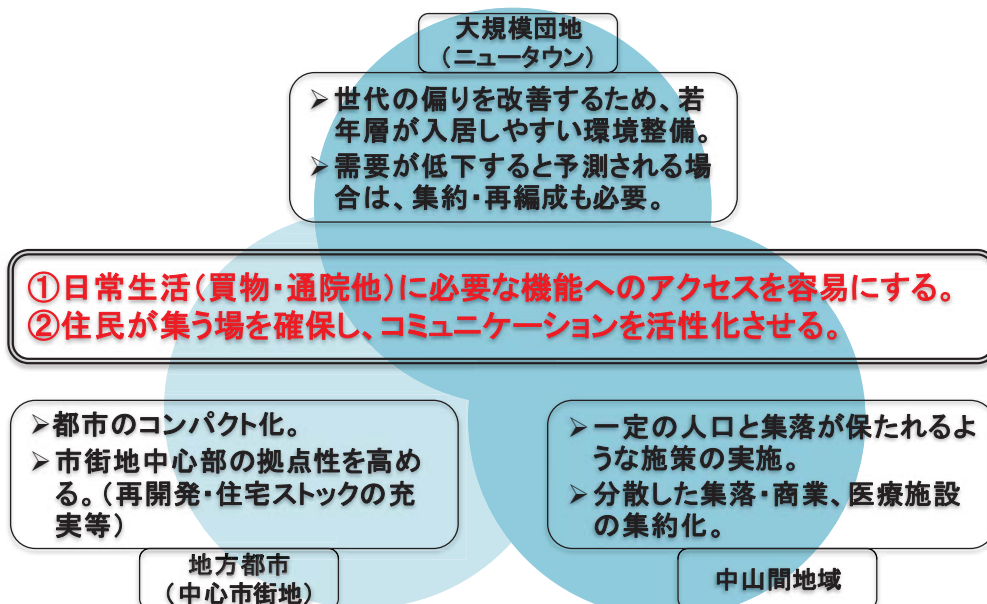 大規模団地
(ニュータウン)
➢世代の偏りを改善するため、若
年層が入居しやすい環境整備。
➢需要が低下すると予測される場
合は、集約・再編成も必要。
①日常生活(買物・通院他)に必要な機能へのアクセスを容易にする。
②住民が集う場を確保し、コミュニケーションを活性化させる。
➢都市のコンパクト化。
➢市街地中心部の拠点性を高め
る。(再開発・住宅ストックの充
実等)
地方都市
(中心市街地)
➢一定の人口と集落が保たれるよ
うな施策の実施。
➢分散した集落・商業、医療施設
の集約化。
中山間地域